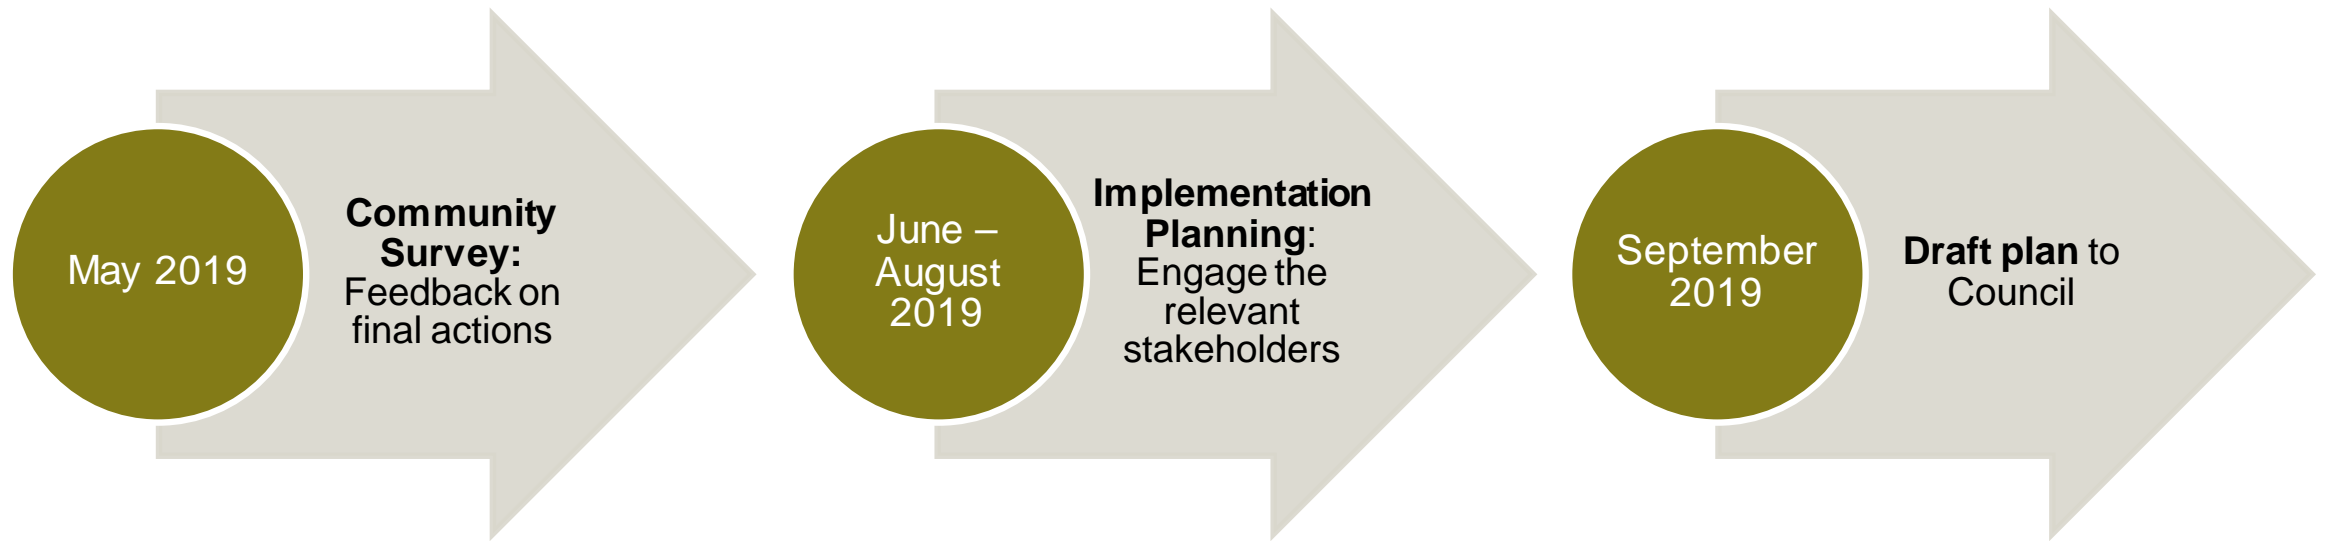 May 2019
Community
Survey:
Feedback on
final actions
June –
August
2019
Implementation
Planning:
Engage the
relevant
stakeholders
September
2019
Draft plan to
Council